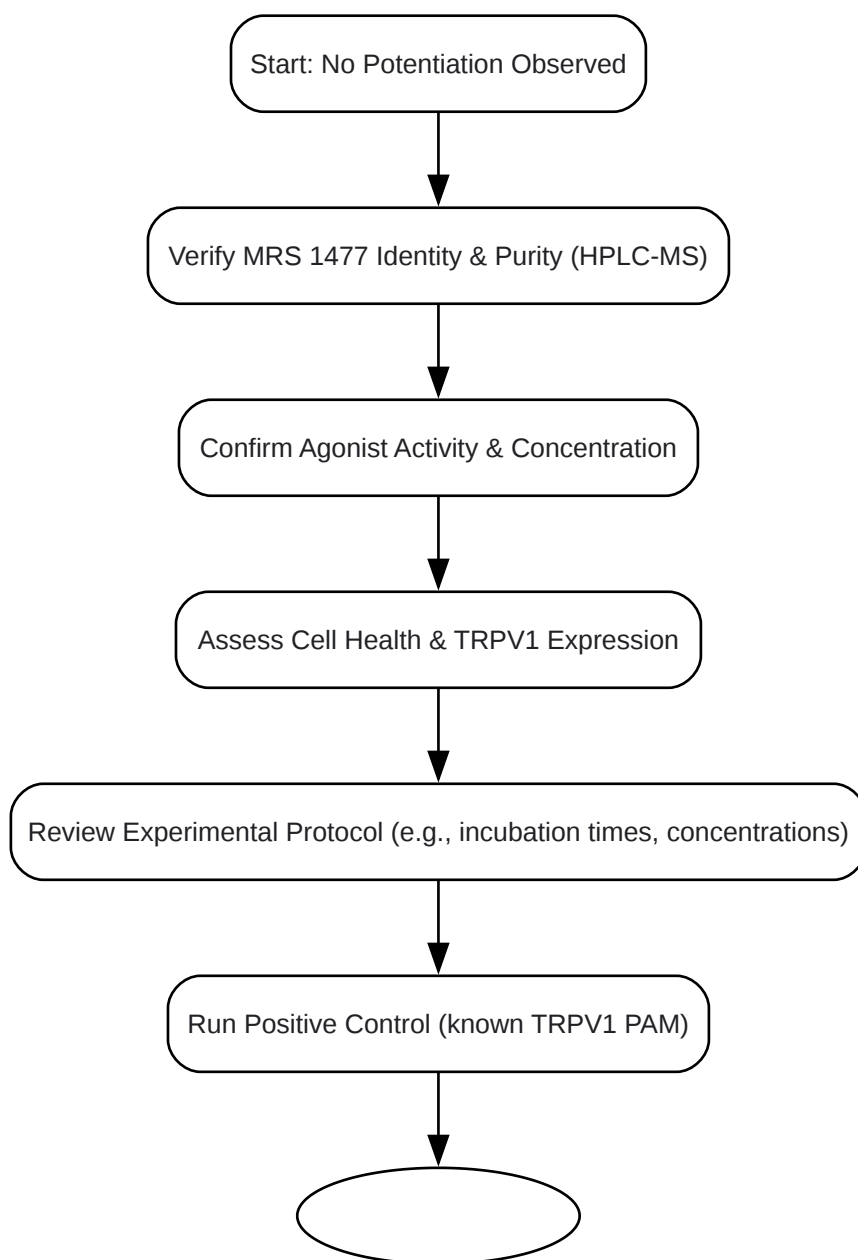 Start: No Potentiation Observed
Verify MRS 1477 Identity & Purity (HPLC-MS)
Confirm Agonist Activity & Concentration
Assess Cell Health & TRPV1 Expression
Review Experimental Protocol (e.g., incubation times, concentrations)
Run Positive Control (known TRPV1 PAM)